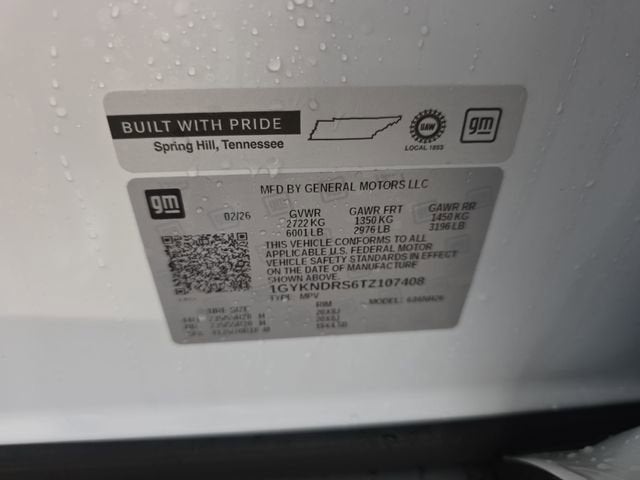 BUILT WITH PRIDE
Spring Hill, Tennessee
UAW
LOCAL 1853
gm
gm
MFD BY GENERAL MOTORS LLC
02/26 GVWR GAWR FRT GAWR RR
2722 KG 1350 KG 1450 KG
6001 LB 2976 LB 3196 LB
THIS VEHICLE CONFORMS TO ALL
APPLICABLE U.S. FEDERAL MOTOR
VEHICLE SAFETY STANDARDS IN EFFECT
ON THE DATE OF MANUFACTURE
SHOWN ABOVE.
1GYKNDRS6TZ107408
TYPE: MPV MODEL:
TIRE SIZE RIM